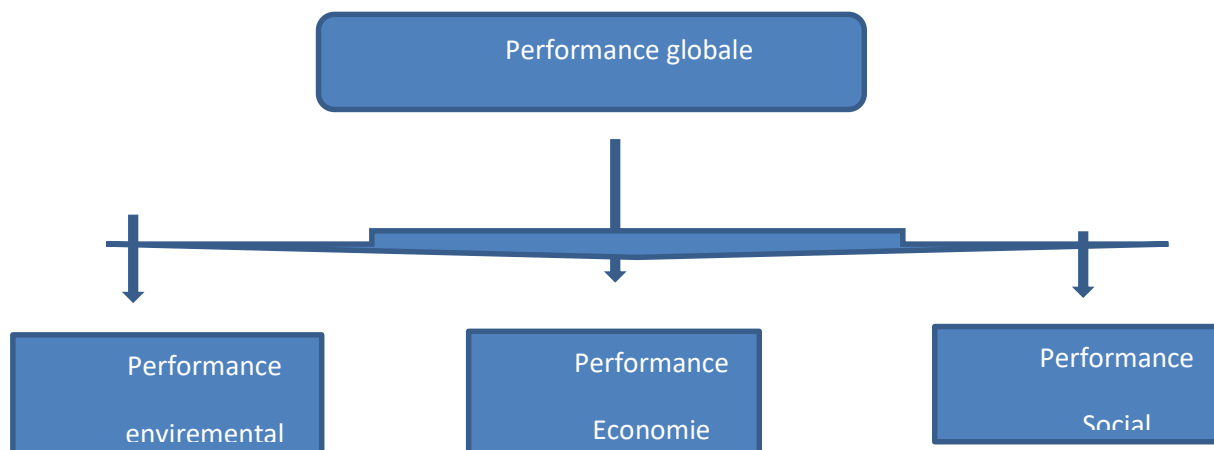 Performance globale
Performance
enviremental
Performance
Economie
Performance
Social